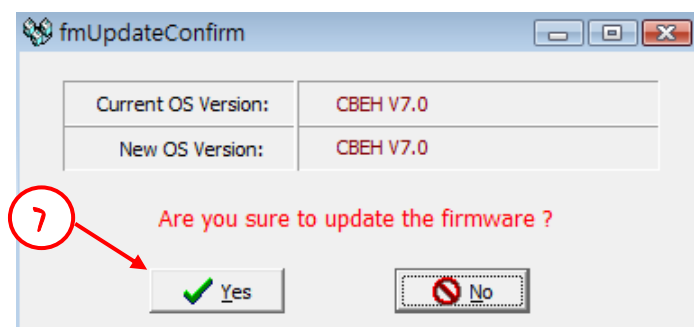 fmUpdateConfirm
Current OS Version: CBEH V7.0
New OS Version: CBEH V7.0
Are you sure to update the firmware ?
7
Yes No